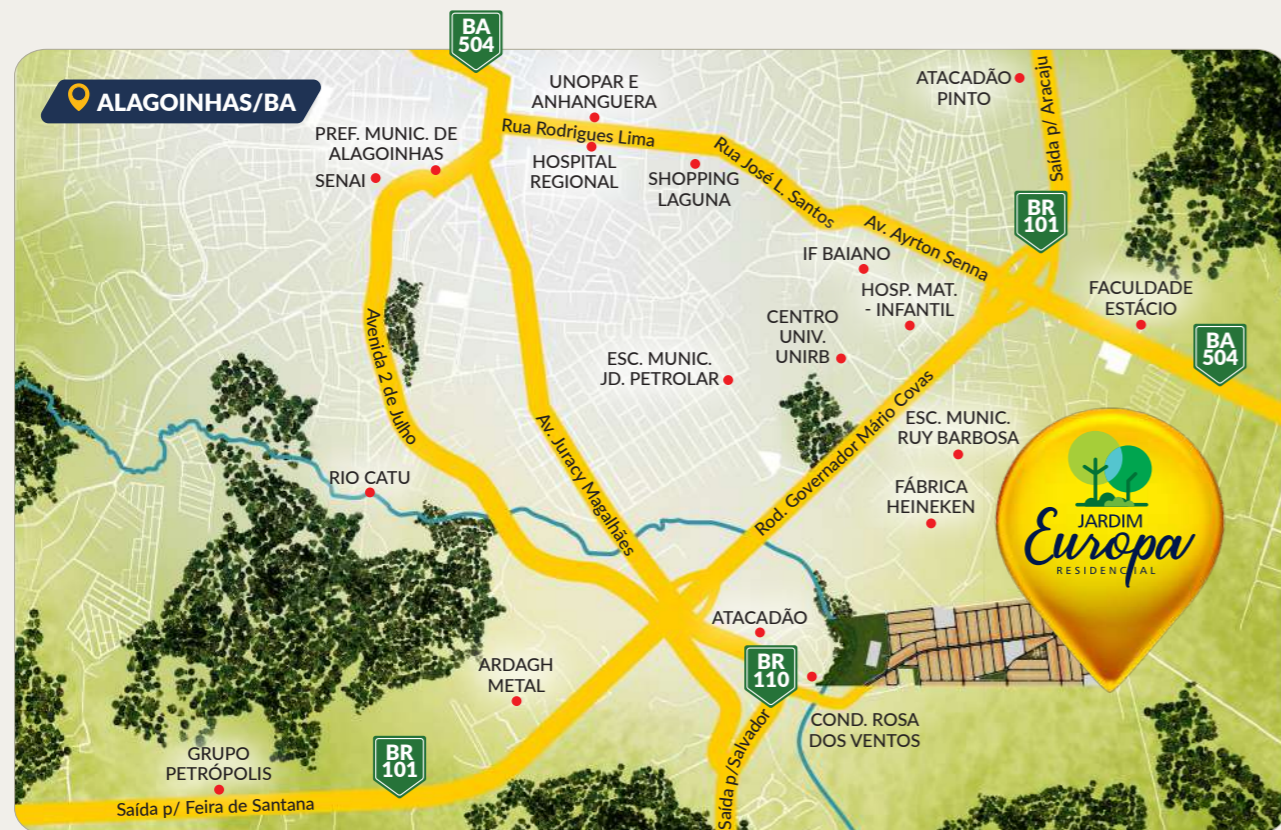 BA
504
ALAGOINHAS/BA
UNOPAR E
ANHANGUERA
ATACADÃO
PINTO
Saída p/ Aracaju
PREF. MUNIC. DE
ALAGOINHAS
SENAI
Rua Rodrigues Lima
HOSPITAL
REGIONAL
SHOPPING
LAGUNA
Rua José L. Santos
BR
101
Av. Ayrton Senna
IF BAIANO
HOSP. MAT.
- INFANTIL
FACULDADE
ESTÁCIO
CENTRO
UNIV.
UNIRB
BA
504
Avenida 2 de Julho
ESC. MUNIC.
JD. PETROLAR
Av. Juracy Magalhães
Rod. Governador Mário Covas
ESC. MUNIC.
RUY BARBOSA
RIO CATU
FÁBRICA
HEINEKEN
JARDIM
Europa
RESIDENCIAL
ATACADÃO
ARDAGH
METAL
BR
110
COND. ROSA
DOS VENTOS
GRUPO
PETRÓPOLIS
BR
101
Saída p/ Feira de Santana
Saída p/Salvador